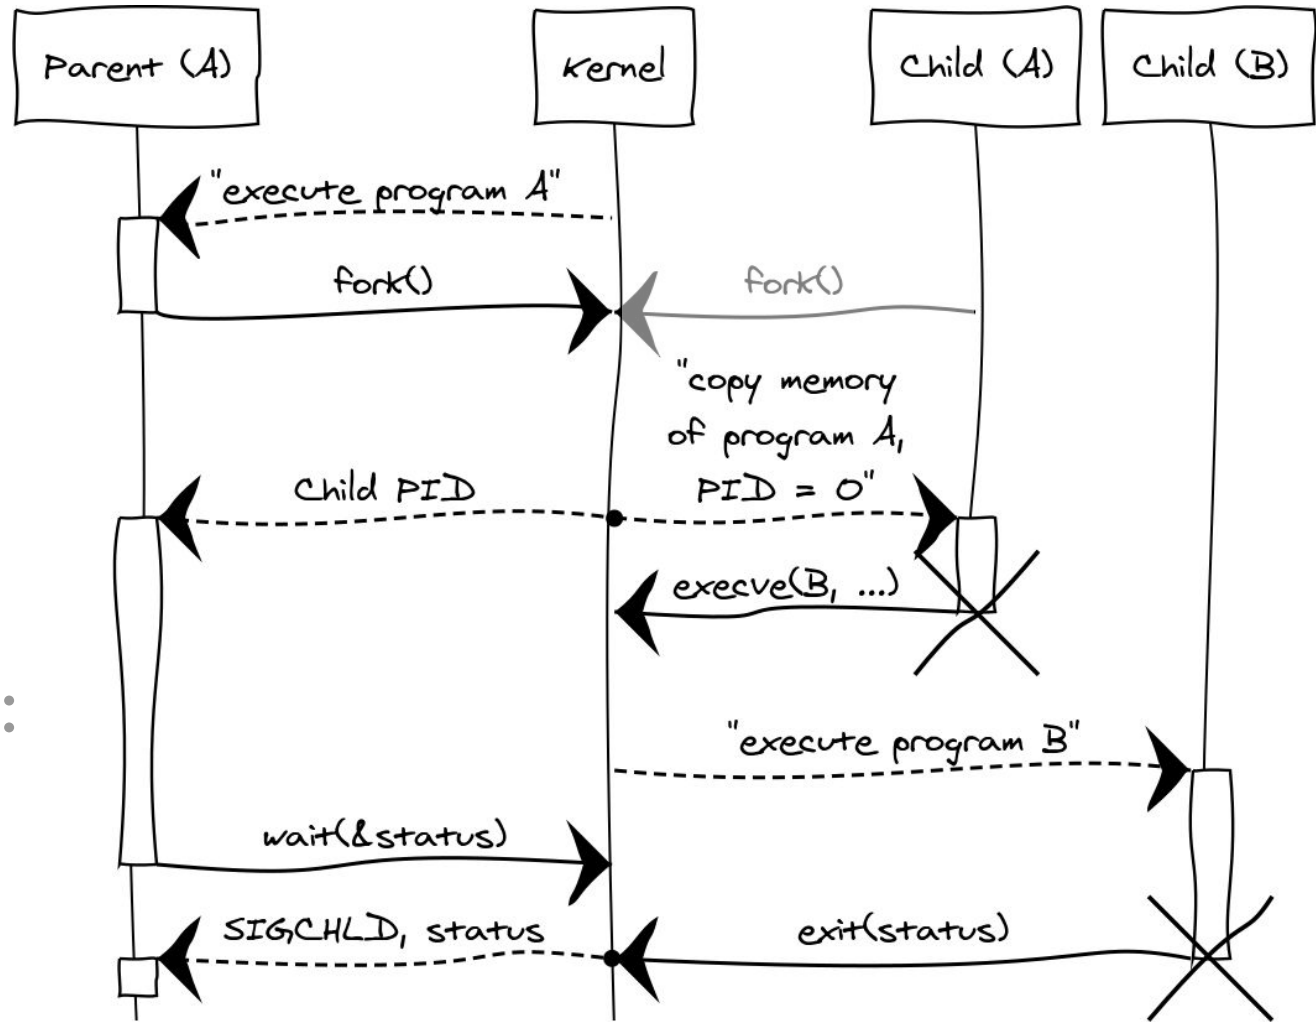 Parent (A)
Kernel
Child (A)
Child (B)
"execute program A"
fork()
fork()
"copy memory
of program A,
PID = 0"
Child PID
execve(B, ...)
"execute program B"
wait(&status)
SIGCHLD, status
exit(status)